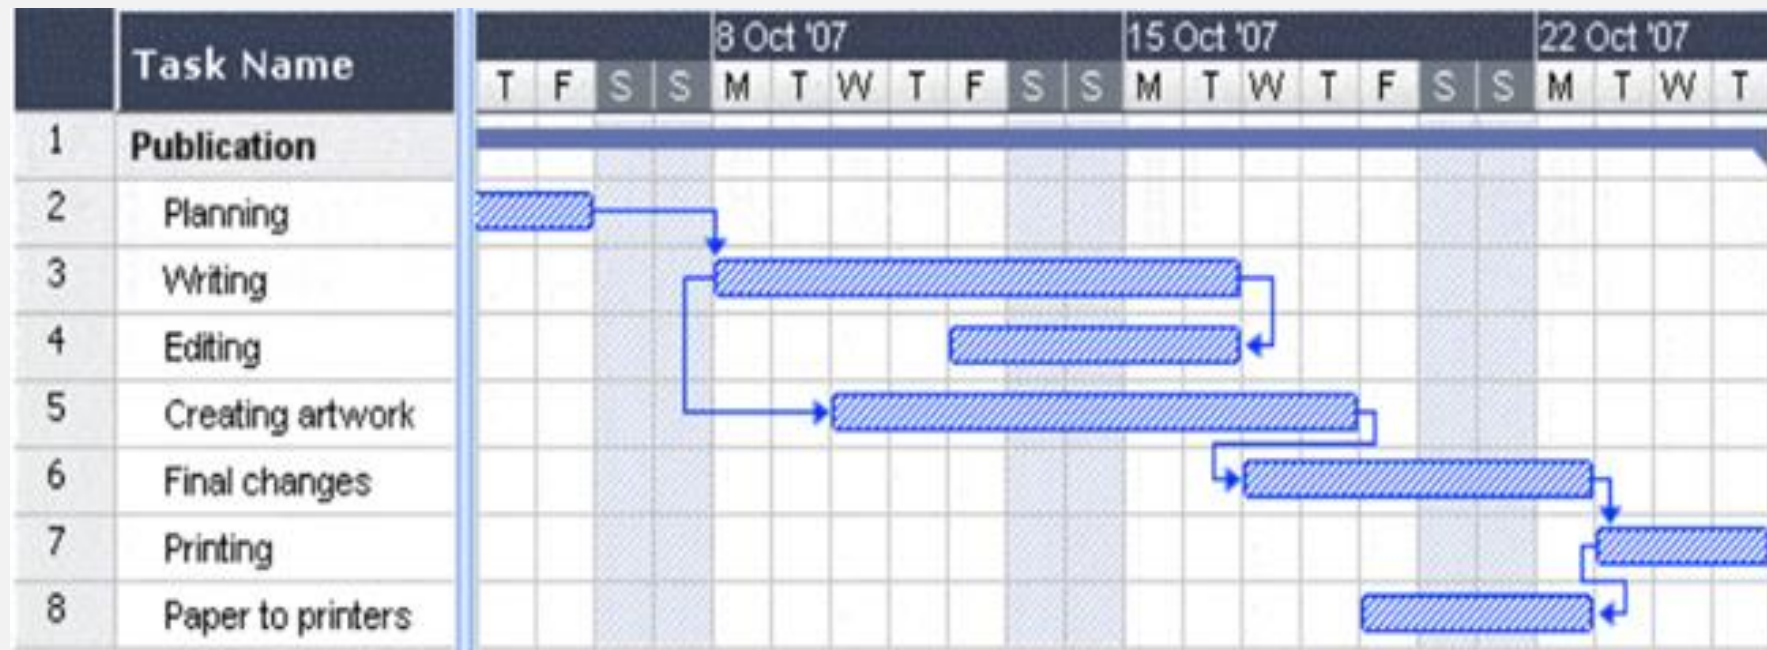 Task Name
8 Oct '07 15 Oct '07 22 Oct '07
T F S S M T W T F S S M T W T F S S M T W T
1 Publication
2 Planning
3 Writing
4 Editing
5 Creating artwork
6 Final changes
7 Printing
8 Paper to printers